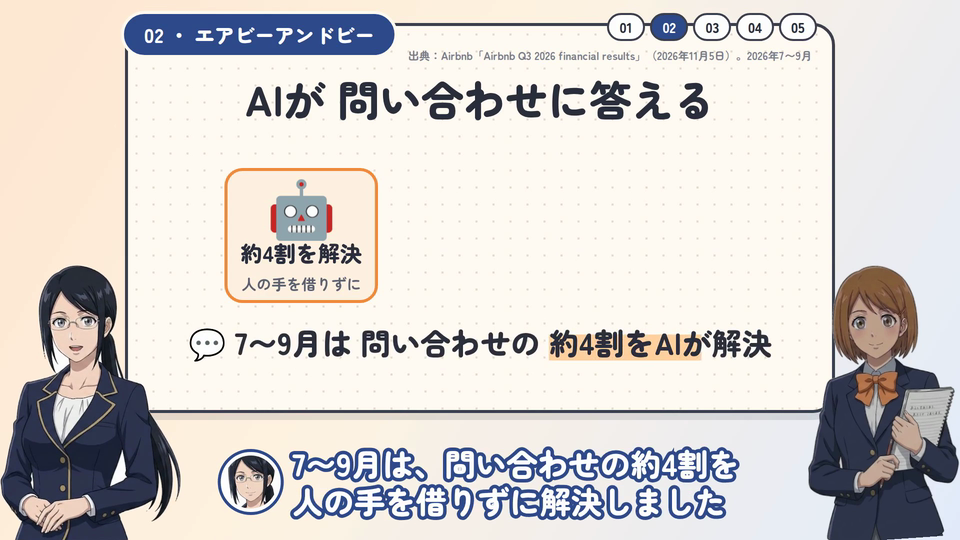 02 ・ エアビーアンドビー
01 02 03 04 05
出典：Airbnb「Airbnb Q3 2026 financial results」（2026年11月5日）。2026年7〜9月
AIが 問い合わせに答える
約4割を解決
人の手を借りずに
7〜9月は 問い合わせの 約4割をAIが解決
7〜9月は、問い合わせの約4割を
人の手を借りずに解決しました